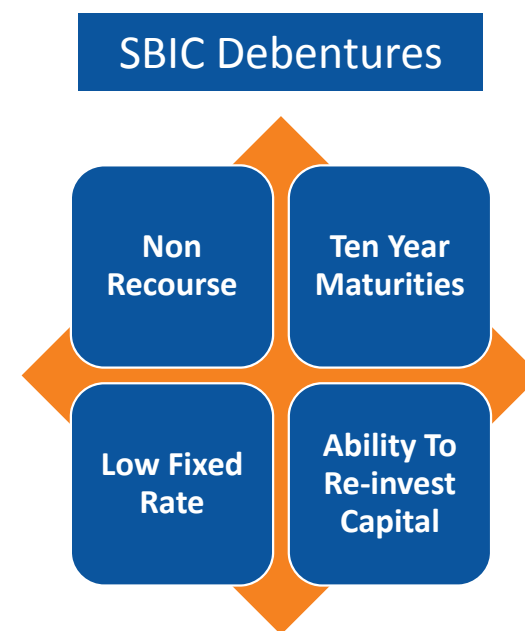 SBIC Debentures
Non
Recourse
Ten Year
Maturities
Low Fixed
Rate
Ability To
Re-invest
Capital